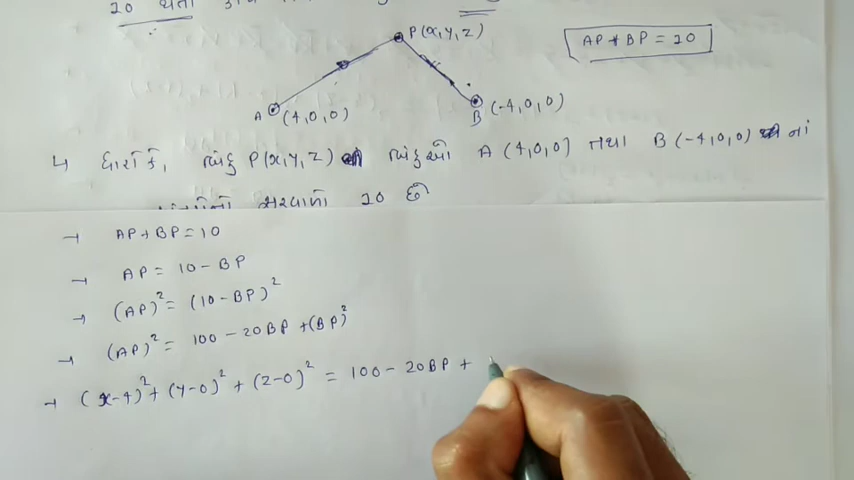 20 થતા
P(x,y,z)
AP+BP = 10
A (4,0,0)
B (-4,0,0)
ધારો કે, બિંદુ P(x,y,z) બિંદુઓ A (4,0,0) તથા B (-4,0,0) નાં
સરવાળો 10 છે
→ AP+BP=10
→ AP = 10-BP
→ (AP)² = (10-BP)²
→ (AP)² = 100-20BP+(BP)²
→ (x-4)²+(y-0)²+(z-0)² = 100-20BP+